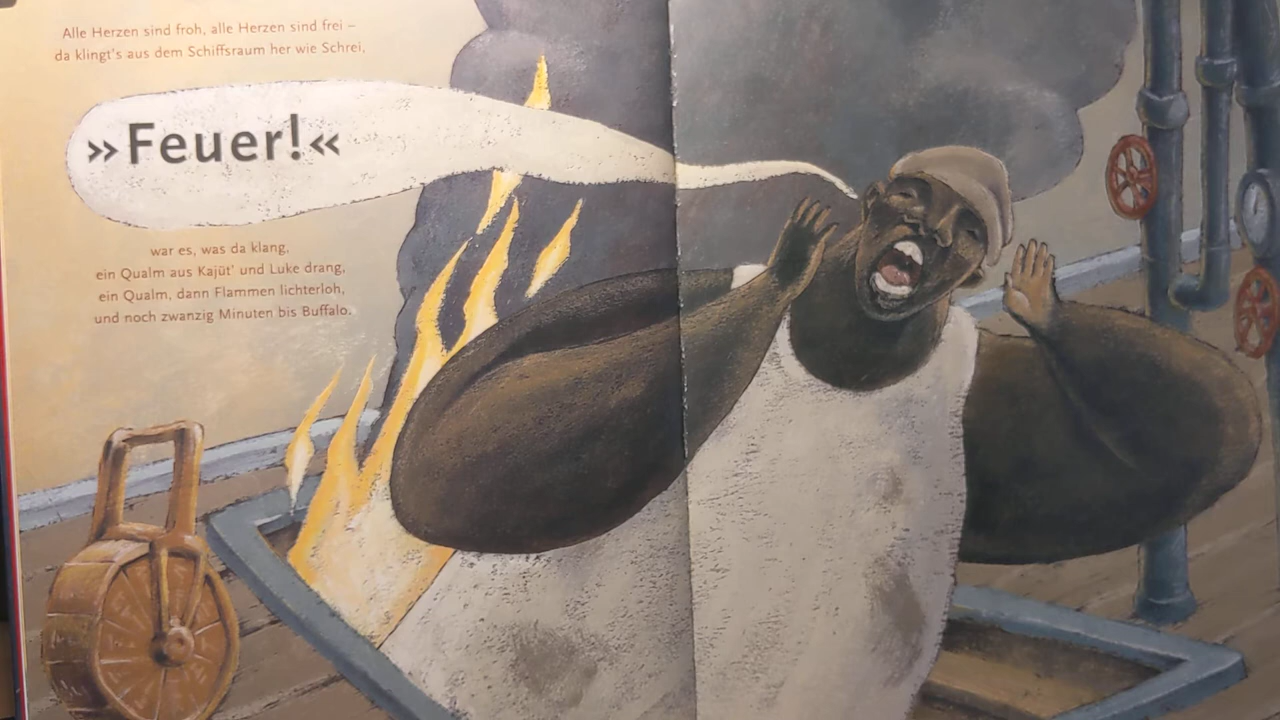 Alle Herzen sind froh, alle Herzen sind frei –
da klingt's aus dem Schiffsraum her wie Schrei,
»Feuer!«
war es, was da klang,
ein Qualm aus Kajüt' und Luke drang,
ein Qualm, dann Flammen lichterloh,
und noch zwanzig Minuten bis Buffalo.